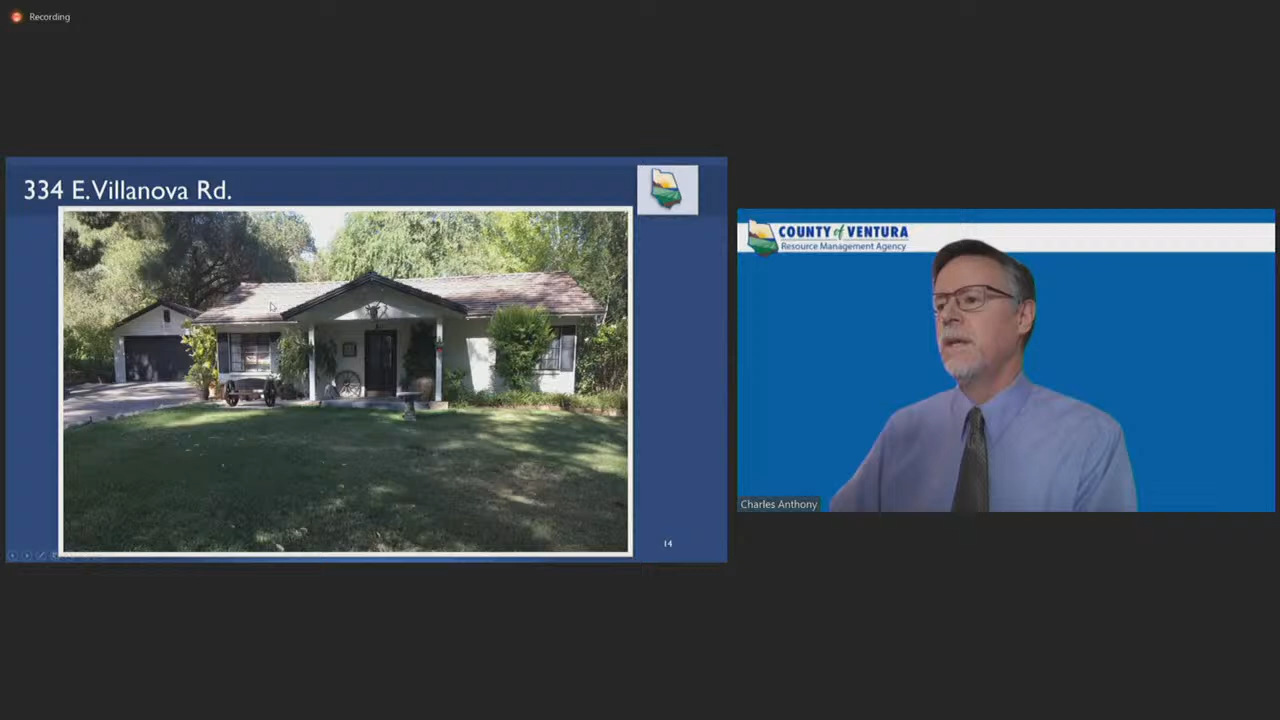 Recording
334 E. Villanova Rd.
14
COUNTY of VENTURA
Resource Management Agency
Charles Anthony